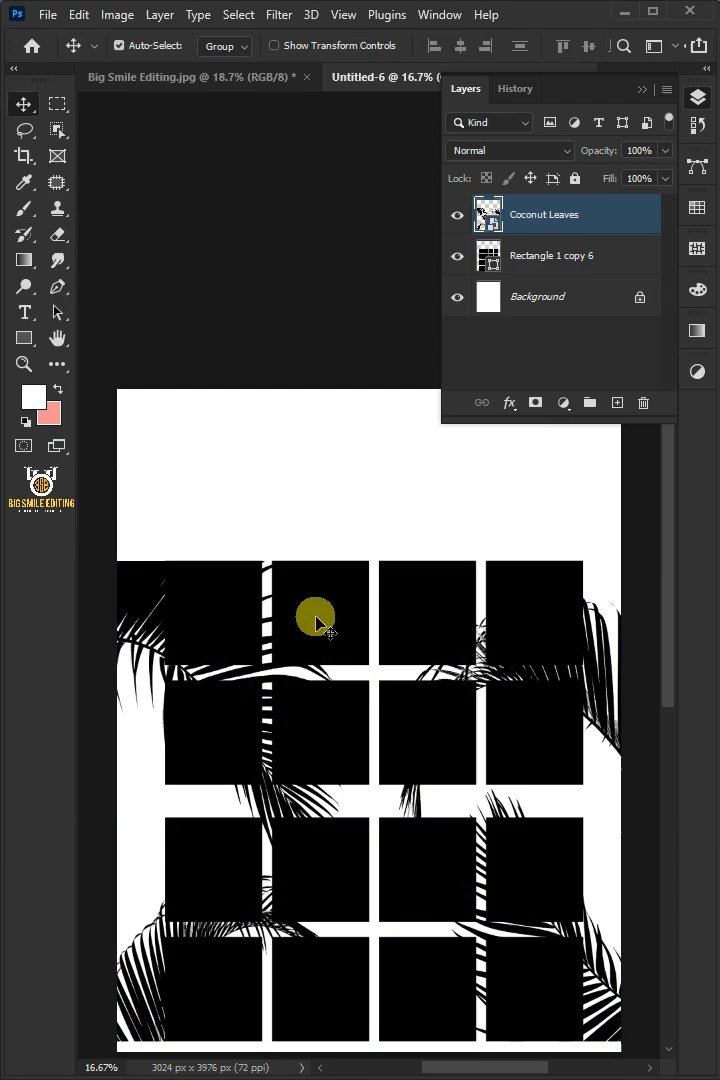 Ps File Edit Image Layer Type Select Filter 3D View Plugins Window Help
Auto-Select: Group Show Transform Controls
Big Smile Editing.jpg @ 18.7% (RGB/8) * × Untitled-6 @ 16.7% (
Layers History
Kind
Normal Opacity: 100%
Lock: Fill: 100%
Coconut Leaves
Rectangle 1 copy 6
Background
fx
BIG SMILE EDITING
16.67% 3024 px x 3976 px (72 ppi)